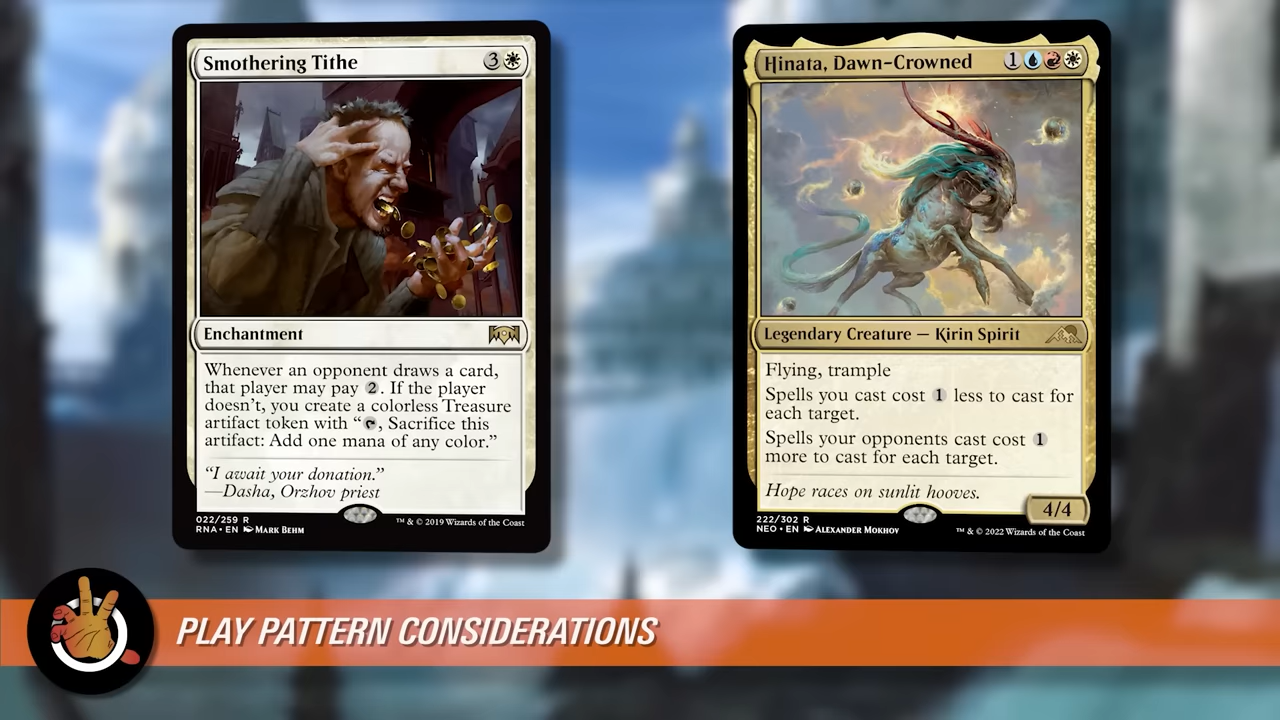 Smothering Tithe 3
Enchantment
Whenever an opponent draws a card,
that player may pay 2. If the player
doesn't, you create a colorless Treasure
artifact token with “, Sacrifice this
artifact: Add one mana of any color.”
“I await your donation.”
—Dasha, Orzhov priest
022/259 R
RNA • EN Mark Behm
™ & © 2019 Wizards of the Coast
Hinata, Dawn-Crowned 1
Legendary Creature — Kirin Spirit
Flying, trample
Spells you cast cost 1 less to cast for
each target.
Spells your opponents cast cost 1
more to cast for each target.
Hope races on sunlit hooves.
4/4
222/302 R
NEO • EN Alexander Mokhov
™ & © 2022 Wizards of the Coast
PLAY PATTERN CONSIDERATIONS